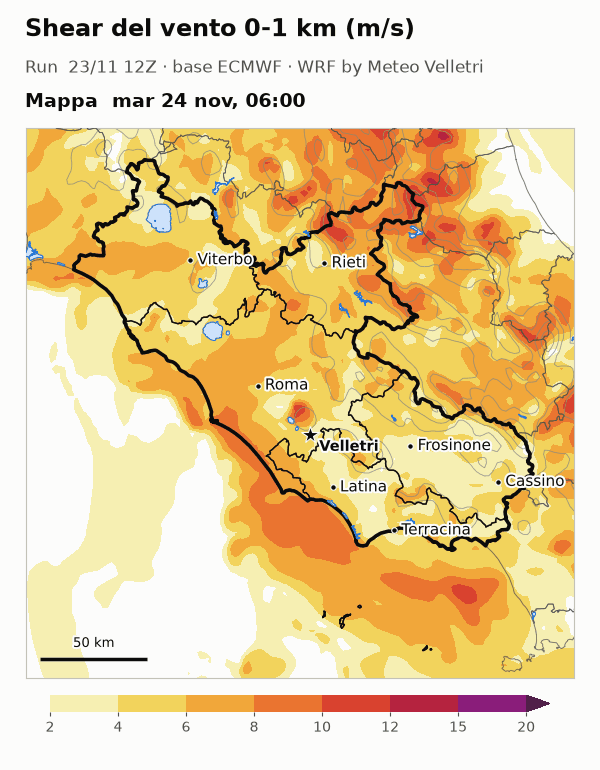 Shear del vento 0-1 km (m/s)
Run  23/11 12Z · base ECMWF · WRF by Meteo Velletri
Mappa  mar 24 nov, 06:00
Viterbo
Rieti
Roma
Velletri
Frosinone
Latina
Cassino
Terracina
50 km
2 4 6 8 10 12 15 20